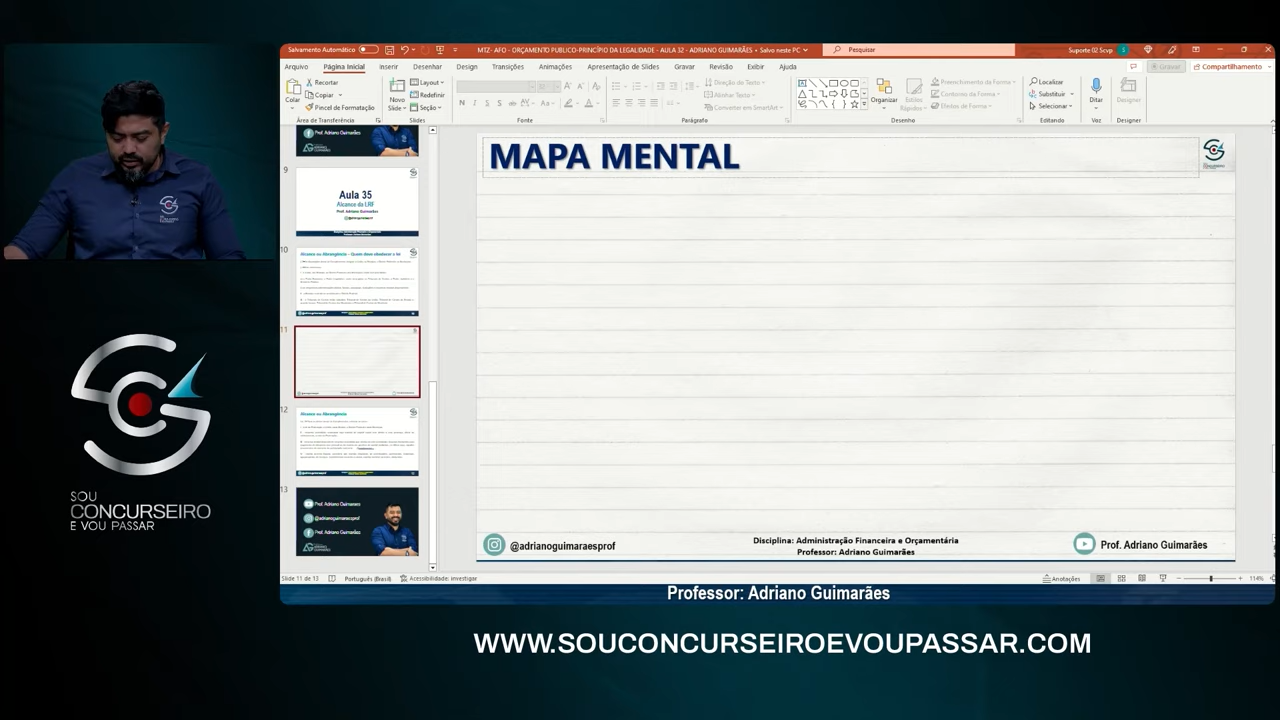 Salvamento Automático
MTZ- AFO - ORÇAMENTO PUBLICO-PRINCÍPIO DA LEGALIDADE - AULA 32 - ADRIANO GUIMARÃES • Salvo neste PC
Pesquisar
Suporte 02 Scvp
S
Arquivo
Página Inicial
Inserir
Desenhar
Design
Transições
Animações
Apresentação de Slides
Gravar
Revisão
Exibir
Ajuda
Gravar
Compartilhamento
Colar
Recortar
Copiar
Pincel de Formatação
Área de Transferência
Novo
Slide
Layout
Redefinir
Seção
Slides
N
I
S
Fonte
Direção do Texto
Alinhar Texto
Converter em SmartArt
Parágrafo
Organizar
Estilos
Rápidos
Preenchimento da Forma
Contorno da Forma
Efeitos de Forma
Desenho
Localizar
Substituir
Selecionar
Editando
Ditar
Voz
Designer
Designer
Prof. Adriano Guimarães
9
Aula 35
Alcance da LRF
Prof. Adriano Guimarães
10
Alcance ou Abrangência - Quem deve obedecer a lei
11
12
Alcance ou Abrangência
13
Prof. Adriano Guimaraes
@adrianoguimaraesprof
Prof. Adriano Guimarães
MAPA MENTAL
@adrianoguimaraesprof
Disciplina: Administração Financeira e Orçamentária
Professor: Adriano Guimarães
Prof. Adriano Guimarães
Slide 11 de 13
Português (Brasil)
Acessibilidade: investigar
Anotações
114%
Professor: Adriano Guimarães
SOU
CONCURSEIRO
E VOU PASSAR
WWW.SOUCONCURSEIROEVOUPASSAR.COM